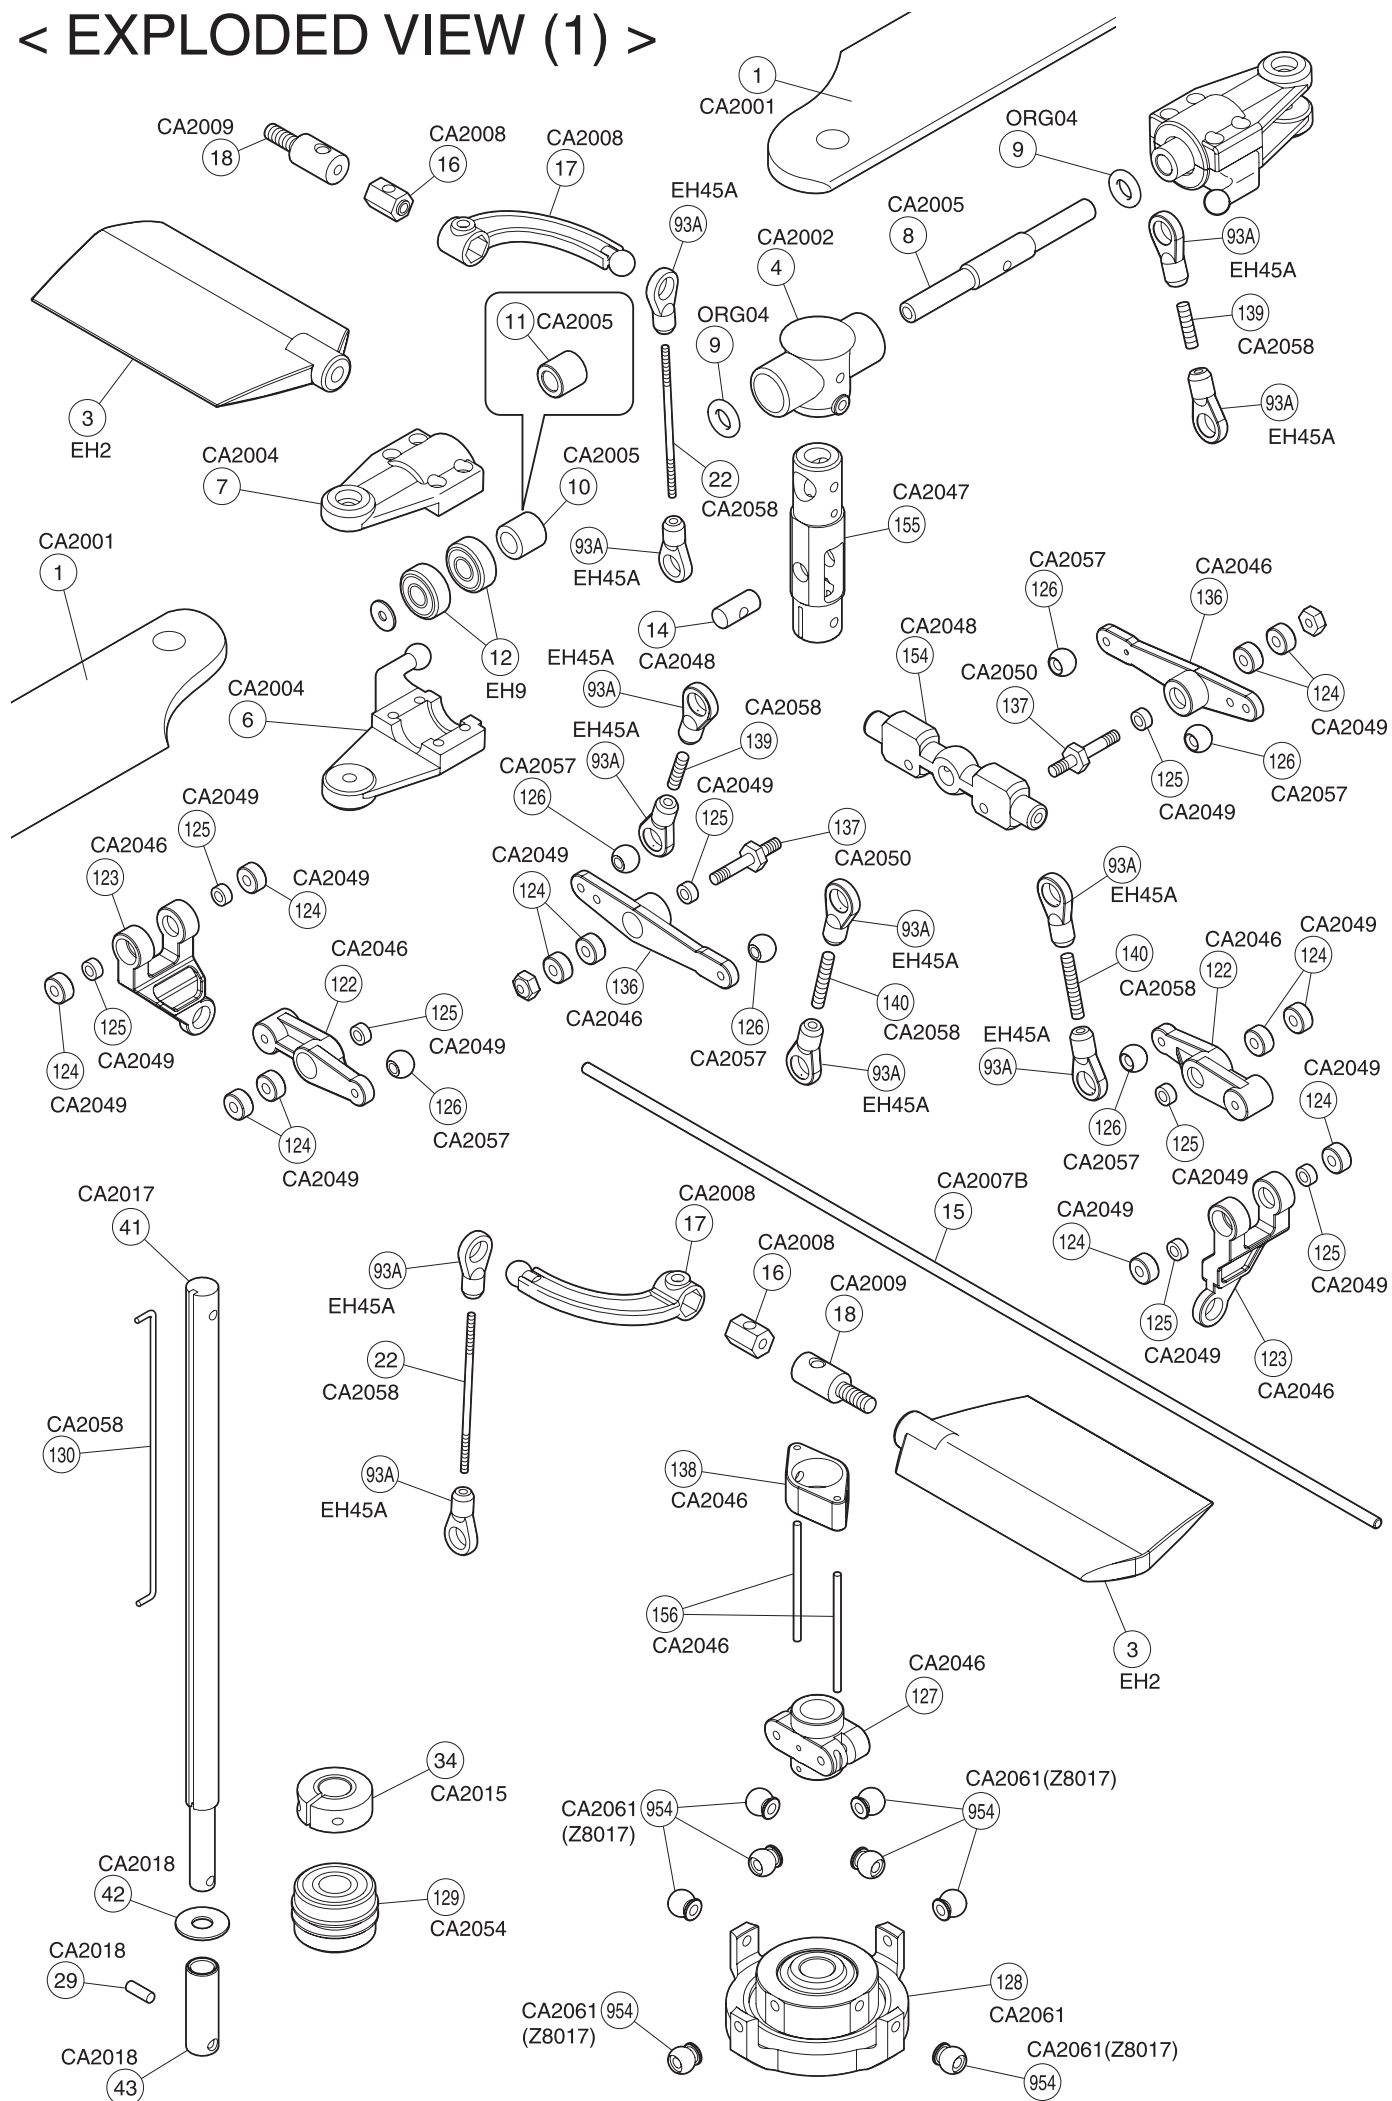 < EXPLODED VIEW (1) >
1
CA2001
CA2009
18
CA2008
16
CA2008
17
EH45A
93A
ORG04
9
CA2005
8
CA2002
4
93A
EH45A
139
CA2058
93A
EH45A
11 CA2005
ORG04
9
3
EH2
CA2004
7
CA2005
10
22
CA2058
93A
EH45A
CA2047
155
CA2001
1
14
CA2048
12
EH9
CA2004
6
EH45A
93A
CA2058
139
EH45A
93A
CA2057
126
CA2046
136
CA2048
154
CA2050
137
124
CA2049
125
CA2049
126
CA2057
CA2057
126
CA2049
125
137
CA2050
CA2049
124
CA2049
125
CA2046
123
CA2049
124
CA2046
122
136
CA2046
126
CA2057
93A
EH45A
140
CA2058
93A
EH45A
93A
EH45A
140
CA2058
CA2046
122
CA2049
124
EH45A
93A
126
CA2057
125
CA2049
CA2049
124
125
CA2049
124
CA2049
125
CA2049
126
CA2057
124
CA2049
CA2017
41
CA2008
17
CA2007B
15
CA2049
124
125
CA2049
125
CA2049
123
CA2046
93A
EH45A
CA2008
16
CA2009
18
22
CA2058
CA2058
130
93A
EH45A
138
CA2046
156
CA2046
3
EH2
CA2046
127
34
CA2015
CA2061 954
(Z8017)
CA2061(Z8017)
954
CA2018
42
129
CA2054
CA2018
29
128
CA2061
CA2061 954
(Z8017)
CA2061(Z8017)
954
CA2018
43